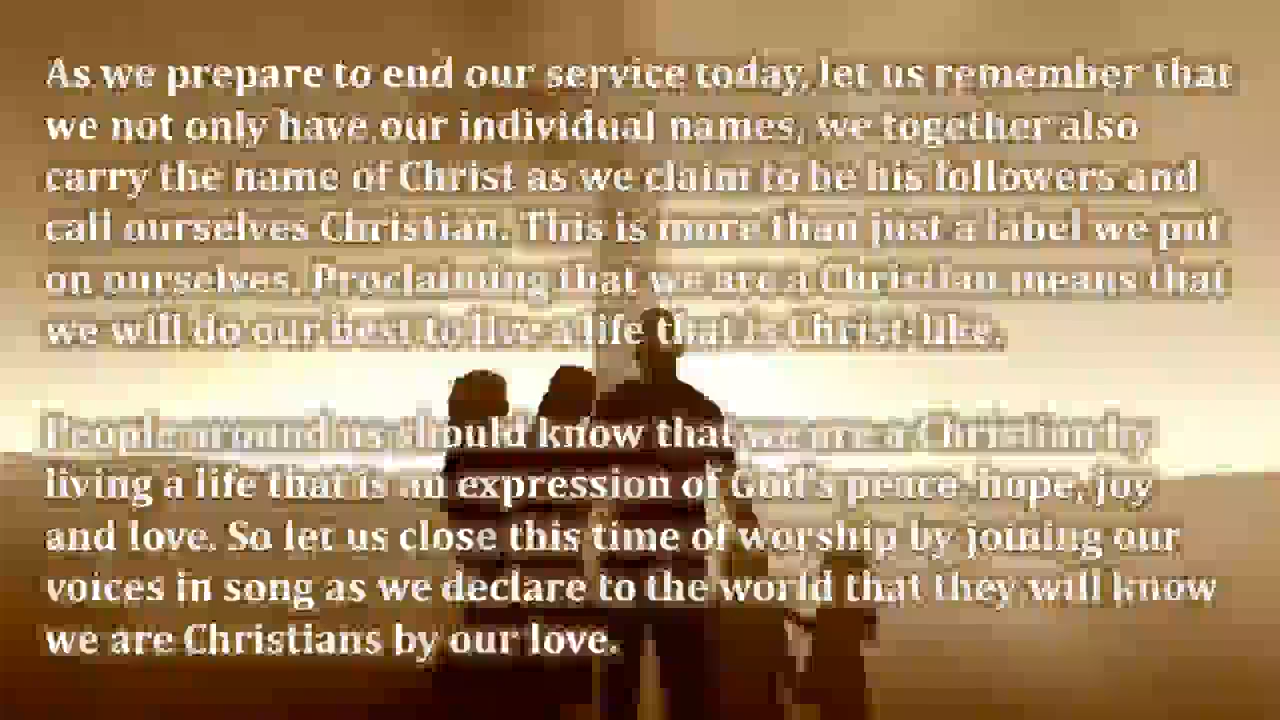 As we prepare to end our service today, let us remember that
we not only have our individual names, we together also
carry the name of Christ as we claim to be his followers and
call ourselves Christian. This is more than just a label we put
on ourselves. Proclaiming that we are a Christian means that
we will do our best to live a life that is Christ-like.
People around us should know that we are a Christian by
living a life that is an expression of God's peace, hope, joy
and love. So let us close this time of worship by joining our
voices in song as we declare to the world that they will know
we are Christians by our love.